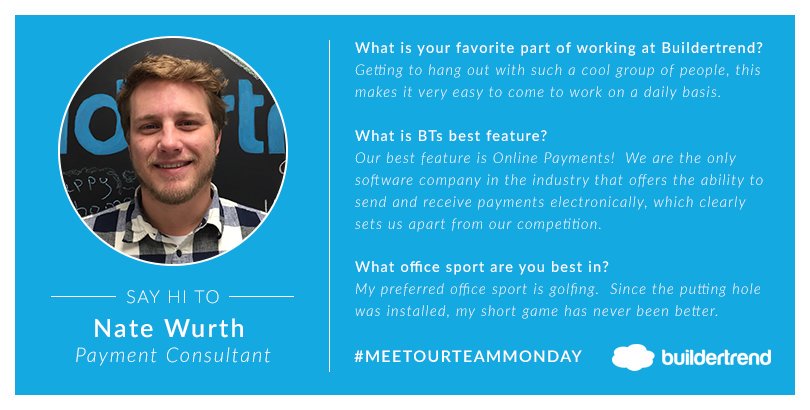 SAY HI TO
Nate Wurth
Payment Consultant
What is your favorite part of working at Buildertrend?
Getting to hang out with such a cool group of people, this
makes it very easy to come to work on a daily basis.
What is BTs best feature?
Our best feature is Online Payments! We are the only
software company in the industry that offers the ability to
send and receive payments electronically, which clearly
sets us apart from our competition.
What office sport are you best in?
My preferred office sport is golfing. Since the putting hole
was installed, my short game has never been better.
#MEETOURTEAMMONDAY
buildertrend